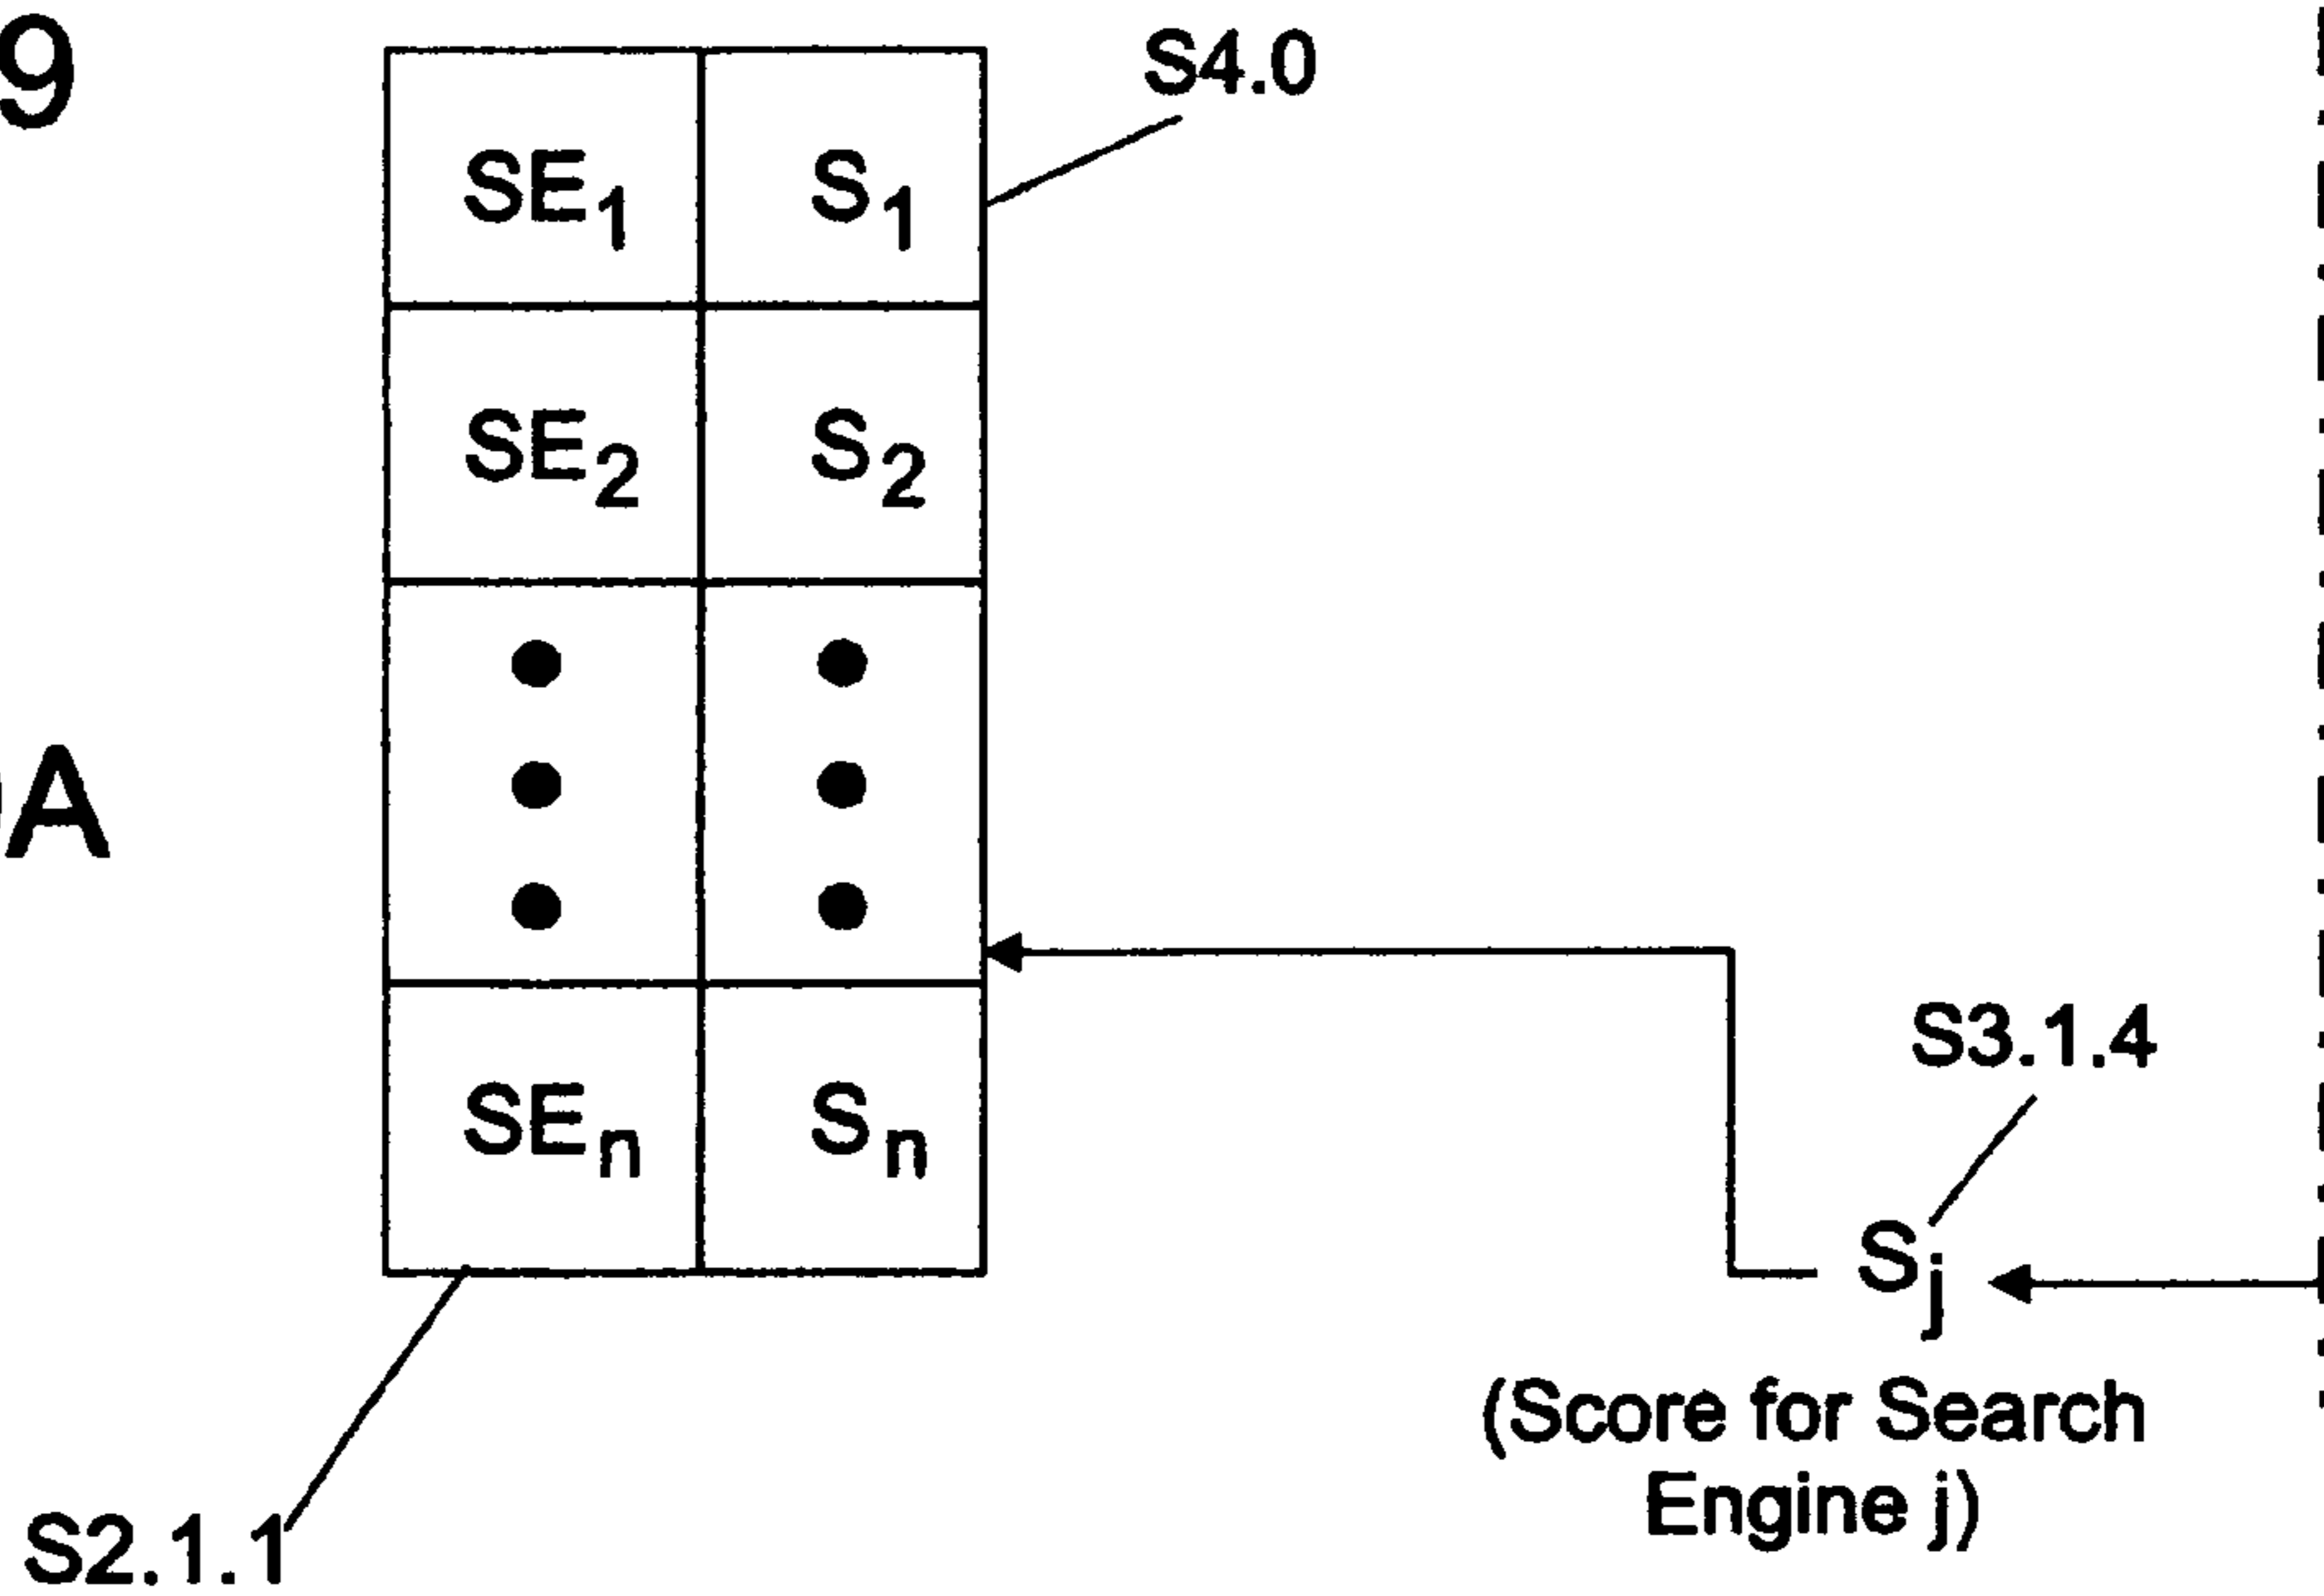 9
S4.0
SE1 S1
SE2 S2
A
SEn Sn
S3.1.4
Sj
(Score for Search
Engine j)
S2.1.1